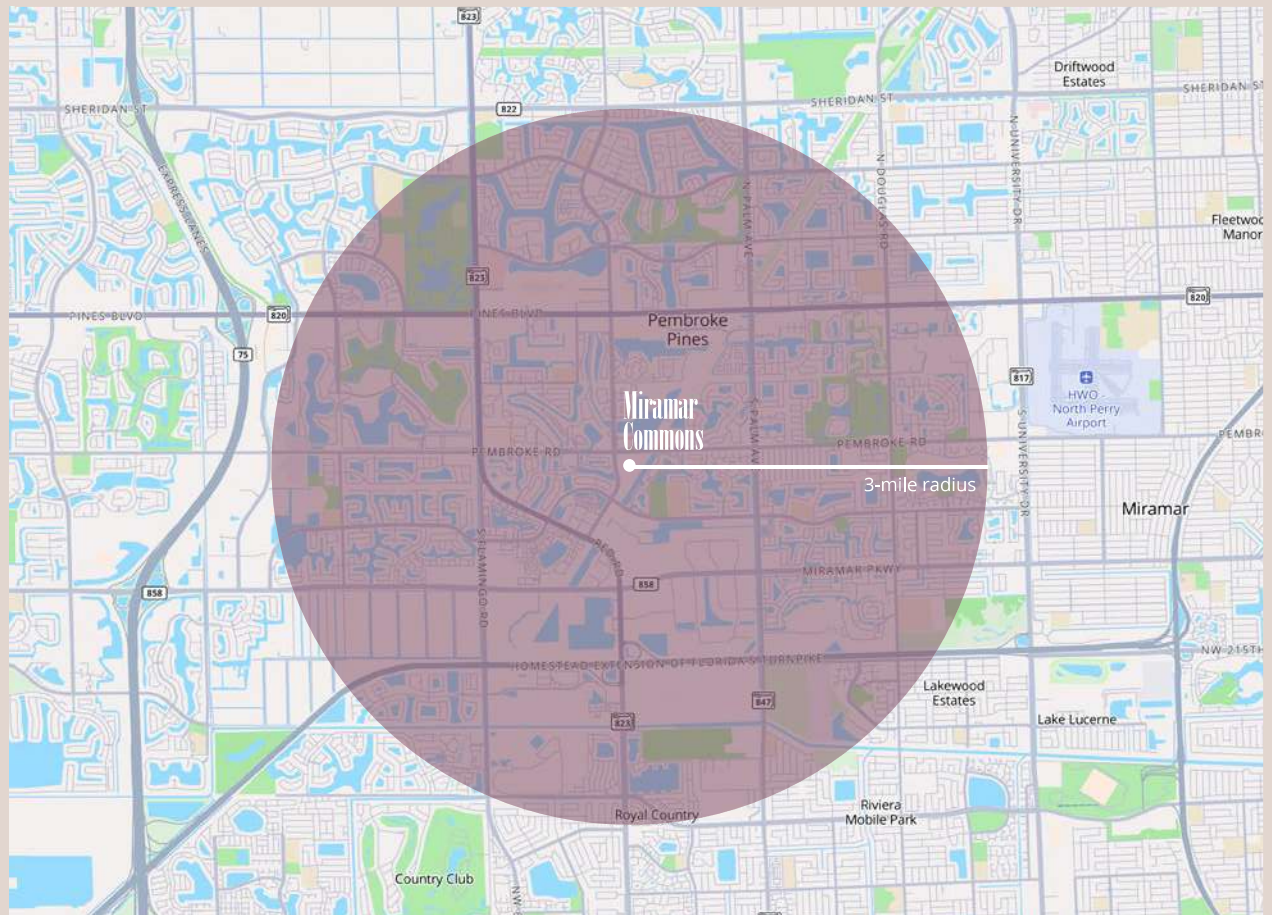 823
Driftwood
Estates
SHERIDAN ST
822
SHERIDAN ST
SHERIDAN ST
EXPRESS LANES
N UNIVERSITY DR
N DOUGLAS RD
N PALM AVE
Fleetwoo
Manor
823
820
PINES BLVD
820
PINES BLVD
Pembroke
Pines
75
817
HWO
North Perry
Airport
Miramar
Commons
S PALM AV
S UNIVERSITY DR
PEMBROKE RD
PEMBROKE RD
PEMBR
3-mile radius
Miramar
S FLAMINGO RD
RED RD
858
MIRAMAR PKWY
858
HOMESTEAD EXTENSION OF FLORIDA'S TURNPIKE
NW 215TH
Lakewood
Estates
847
823
Lake Lucerne
Royal Country
Riviera
Mobile Park
Country Club